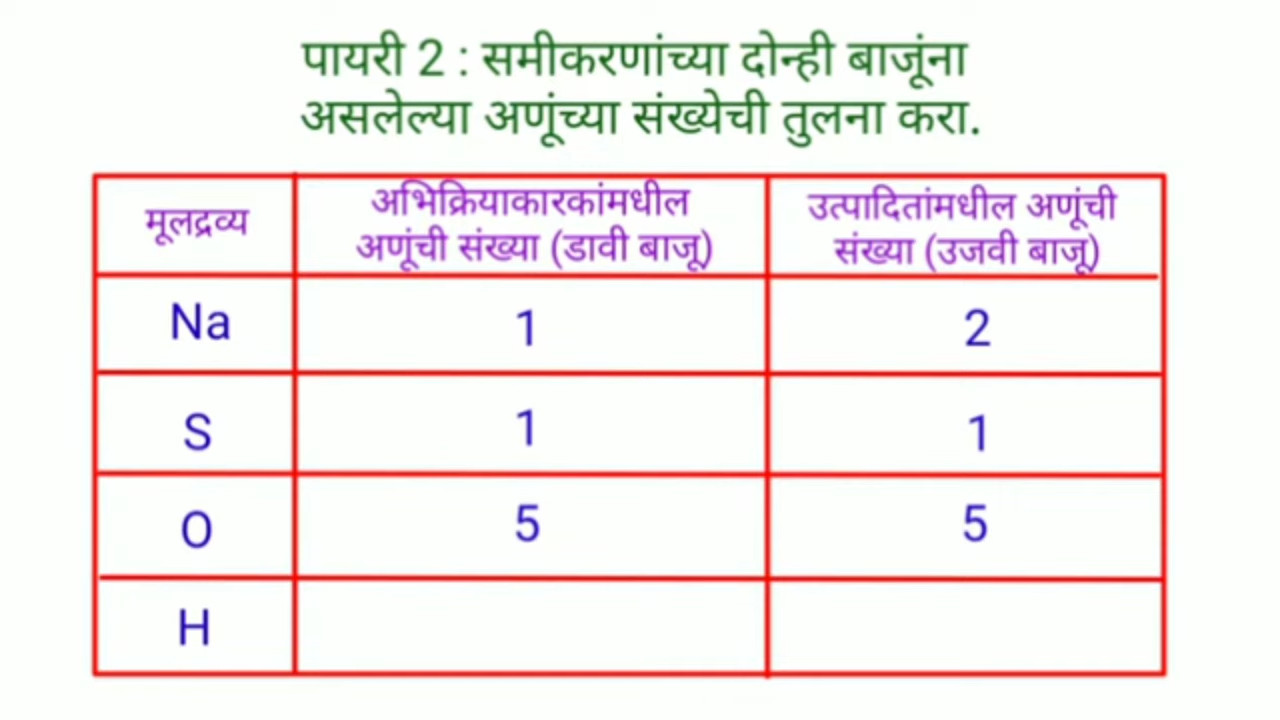 पायरी 2 : समीकरणांच्या दोन्ही बाजूंना
असलेल्या अणूंच्या संख्येची तुलना करा.
मूलद्रव्य
अभिक्रियाकारकांमधील
अणूंची संख्या (डावी बाजू)
उत्पादितांमधील अणूंची
संख्या (उजवी बाजू)
Na 1 2
S 1 1
O 5 5
H